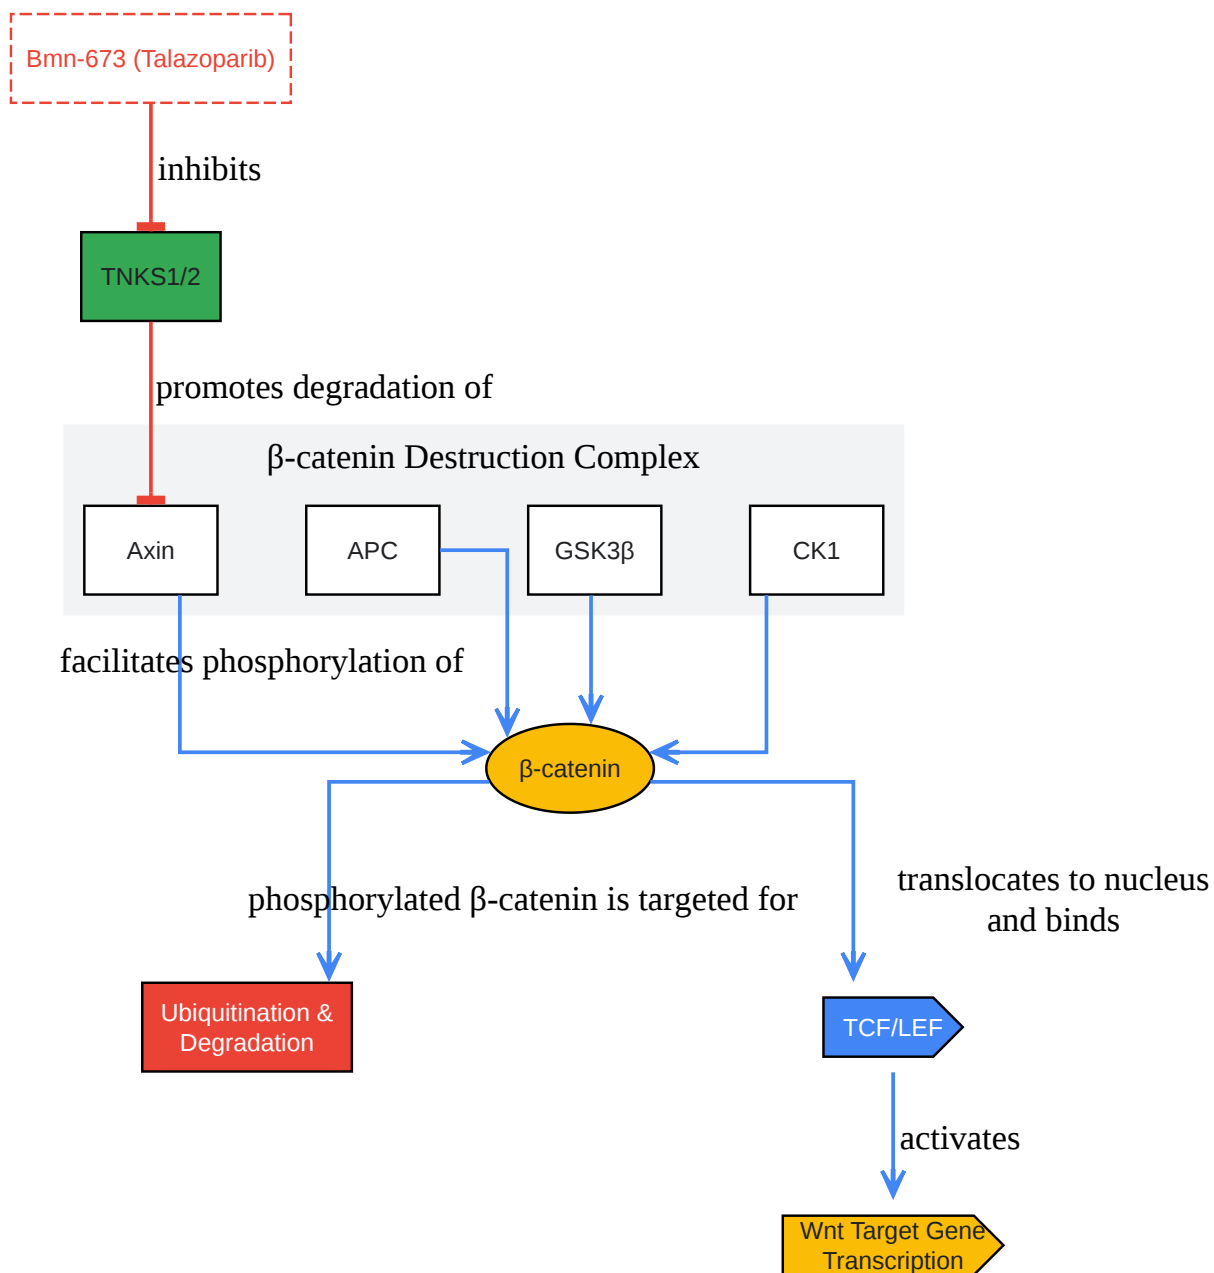 Bmn-673 (Talazoparib)
inhibits
TNKS1/2
promotes degradation of
β-catenin Destruction Complex
Axin
APC
GSK3β
CK1
facilitates phosphorylation of
β-catenin
phosphorylated β-catenin is targeted for
translocates to nucleus
and binds
Ubiquitination &
Degradation
TCF/LEF
activates
Wnt Target Gene
Transcription